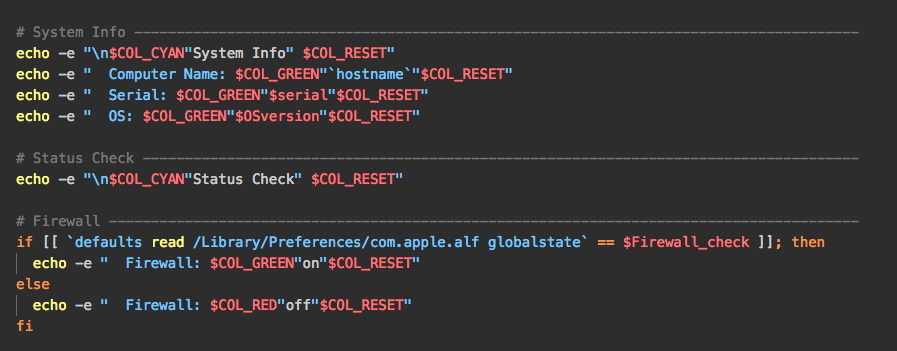 # System Info --------------------------------------------------------------------------------------
echo -e "\n$COL_CYAN"System Info" $COL_RESET"
echo -e "  Computer Name: $COL_GREEN"`hostname`"$COL_RESET"
echo -e "  Serial: $COL_GREEN"$serial"$COL_RESET"
echo -e "  OS: $COL_GREEN"$OSversion"$COL_RESET"
# Status Check -------------------------------------------------------------------------------------
echo -e "\n$COL_CYAN"Status Check" $COL_RESET"
# Firewall -----------------------------------------------------------------------------------------
if [[ `defaults read /Library/Preferences/com.apple.alf globalstate` == $Firewall_check ]]; then
  echo -e "  Firewall: $COL_GREEN"on"$COL_RESET"
else
  echo -e "  Firewall: $COL_RED"off"$COL_RESET"
fi